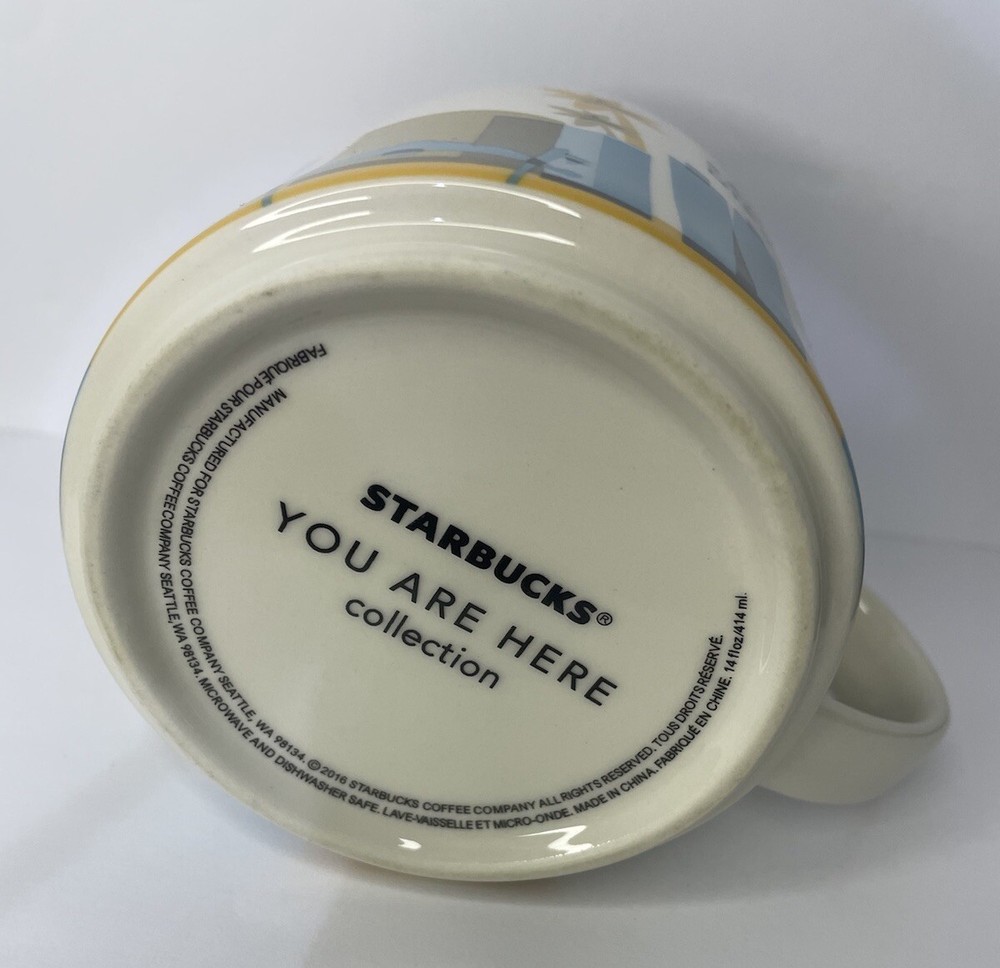 STARBUCKS®
YOU ARE HERE
collection
MANUFACTURED FOR STARBUCKS COFFEE COMPANY SEATTLE, WA 98134. ©2016 STARBUCKS COFFEE COMPANY ALL RIGHTS RESERVED. TOUS DROITS RÉSERVÉ.
FABRIQUÉ POUR STARBUCKS COFFEE COMPANY SEATTLE, WA 98134. MICROWAVE AND DISHWASHER SAFE. LAVE-VAISSELLE ET MICRO-ONDE. MADE IN CHINA. FABRIQUÉ EN CHINE. 14 floz/414 ml.